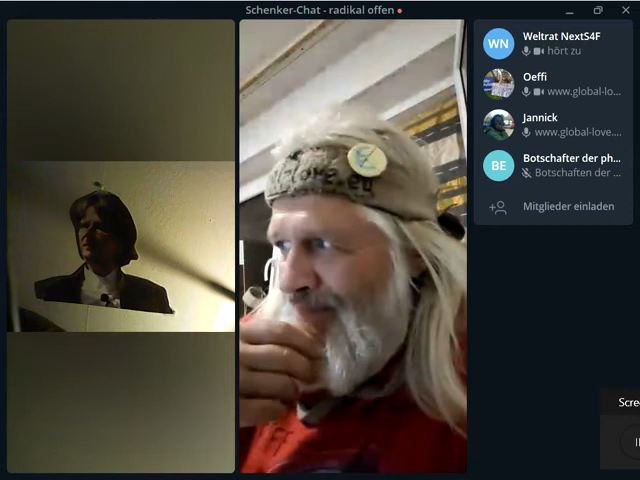 Schenker-Chat - radikal offen
WN
Weltrat NextS4F
hört zu
Oeffi
www.global-lo...
Jannick
www.global-love....
BE
Botschafter der ph...
Botschaften der ...
Mitglieder einladen
Scre